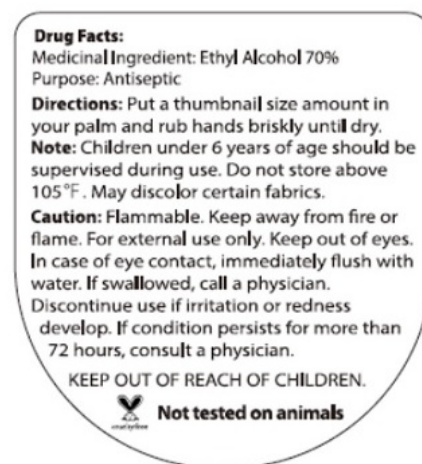 Drug Facts:
Medicinal Ingredient: Ethyl Alcohol 70%
Purpose: Antiseptic
Directions: Put a thumbnail size amount in
your palm and rub hands briskly until dry.
Note: Children under 6 years of age should be
supervised during use. Do not store above
105°F. May discolor certain fabrics.
Caution: Flammable. Keep away from fire or
flame. For external use only. Keep out of eyes.
In case of eye contact, immediately flush with
water. If swallowed, call a physician.
Discontinue use if irritation or redness
develop. If condition persists for more than
72 hours, consult a physician.
KEEP OUT OF REACH OF CHILDREN.
crueltyfree
Not tested on animals